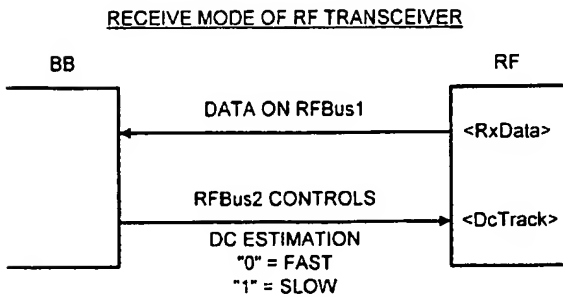 RECEIVE MODE OF RF TRANSCEIVER
BB
RF
DATA ON RFBus1
<RxData>
RFBus2 CONTROLS
<DcTrack>
DC ESTIMATION
"0" = FAST
"1" = SLOW